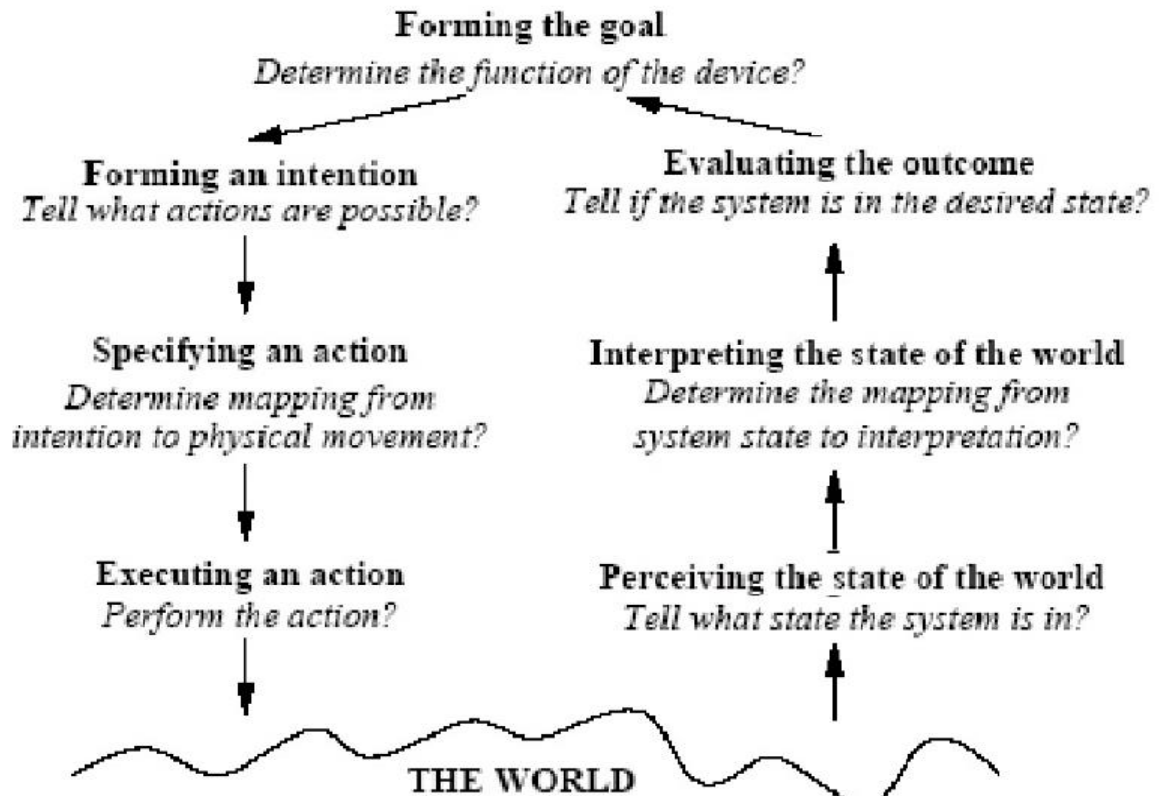 Forming the goal
Determine the function of the device?
Forming an intention
Tell what actions are possible?
Specifying an action
Determine mapping from
intention to physical movement?
Executing an action
Perform the action?
Evaluating the outcome
Tell if the system is in the desired state?
Interpreting the state of the world
Determine the mapping from
system state to interpretation?
Perceiving the state of the world
Tell what state the system is in?
THE WORLD